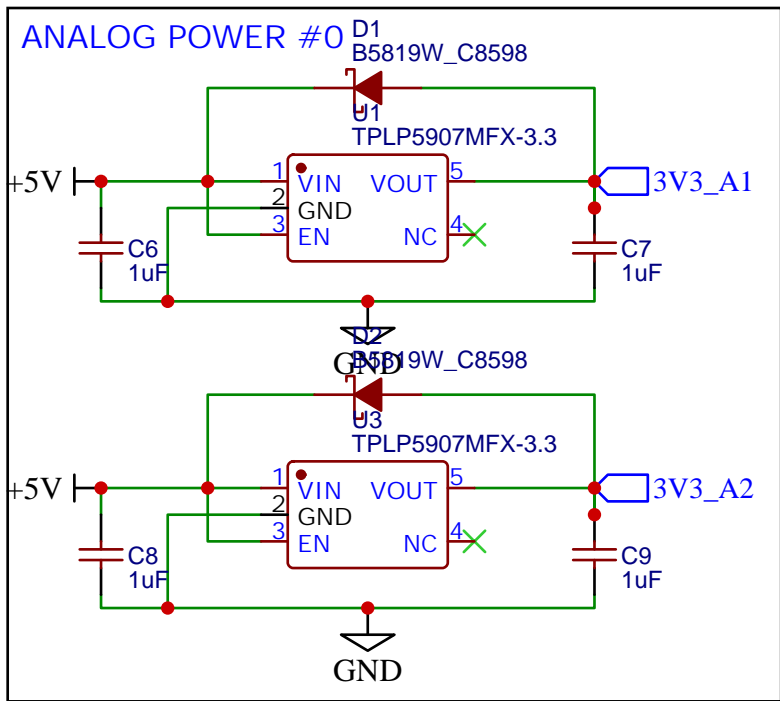 ANALOG POWER #0
D1
B5819W_C8598
U1
TPLP5907MFX-3.3
+5V
1
VIN
VOUT
5
3V3_A1
2
GND
3
EN
NC
4
C6
1uF
C7
1uF
GND
D2
B5819W_C8598
U3
TPLP5907MFX-3.3
+5V
1
VIN
VOUT
5
3V3_A2
2
GND
3
EN
NC
4
C8
1uF
C9
1uF
GND